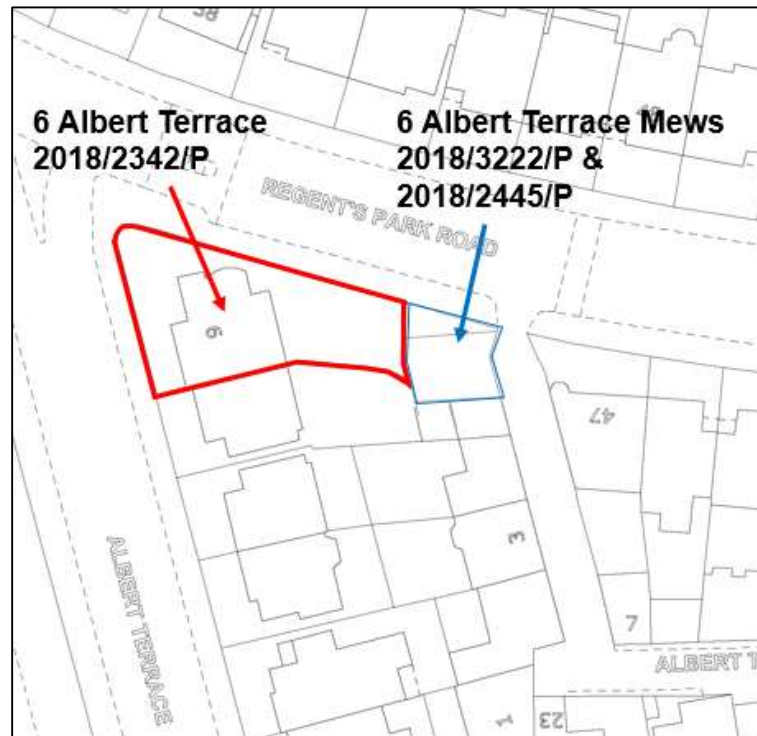 38
6 Albert Terrace
2018/2342/P
6 Albert Terrace Mews
2018/3222/P &
2018/2445/P
REGENT'S PARK ROAD
6
47
3
7
ALBERT TERRACE
ALBERT T
1
23